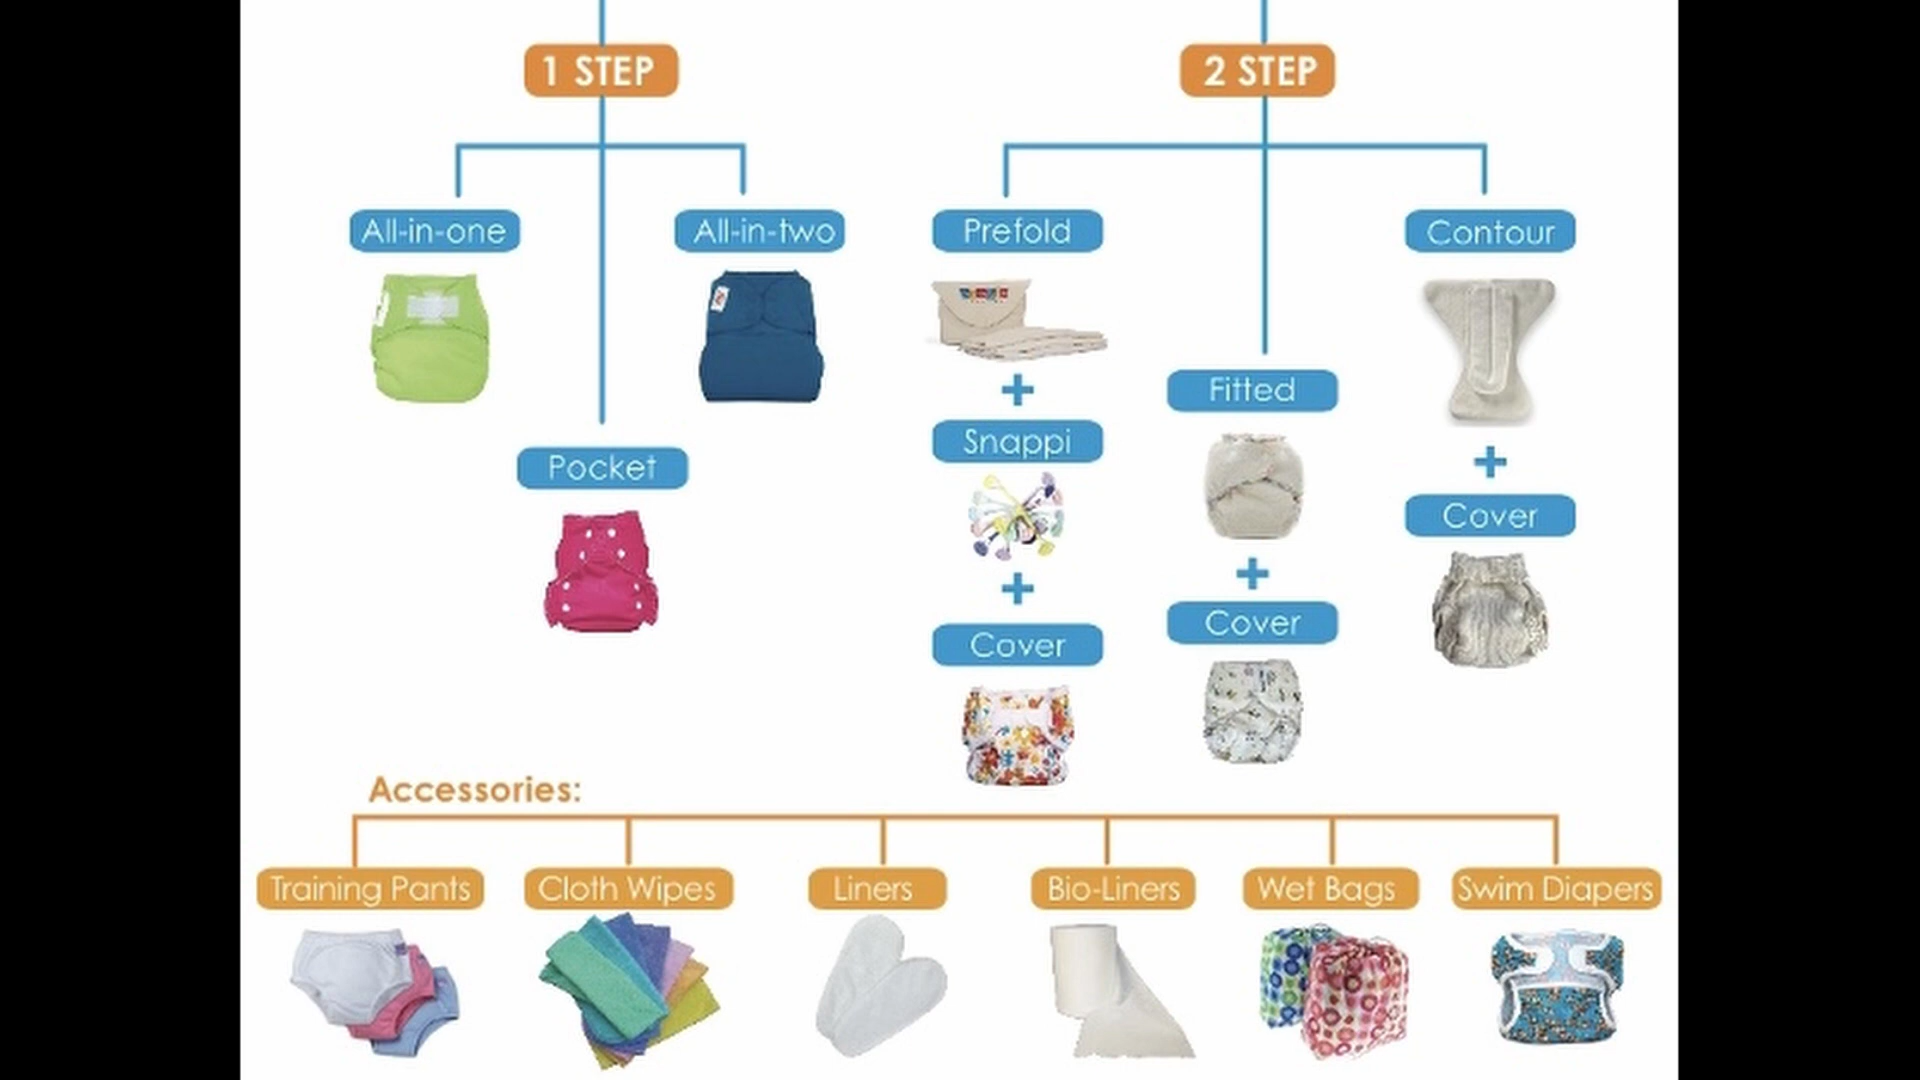 1 STEP
2 STEP
All-in-one
All-in-two
Prefold
Contour
Fitted
Snappi
Pocket
Cover
Cover
Cover
Accessories:
Training Pants
Cloth Wipes
Liners
Bio-Liners
Wet Bags
Swim Diapers